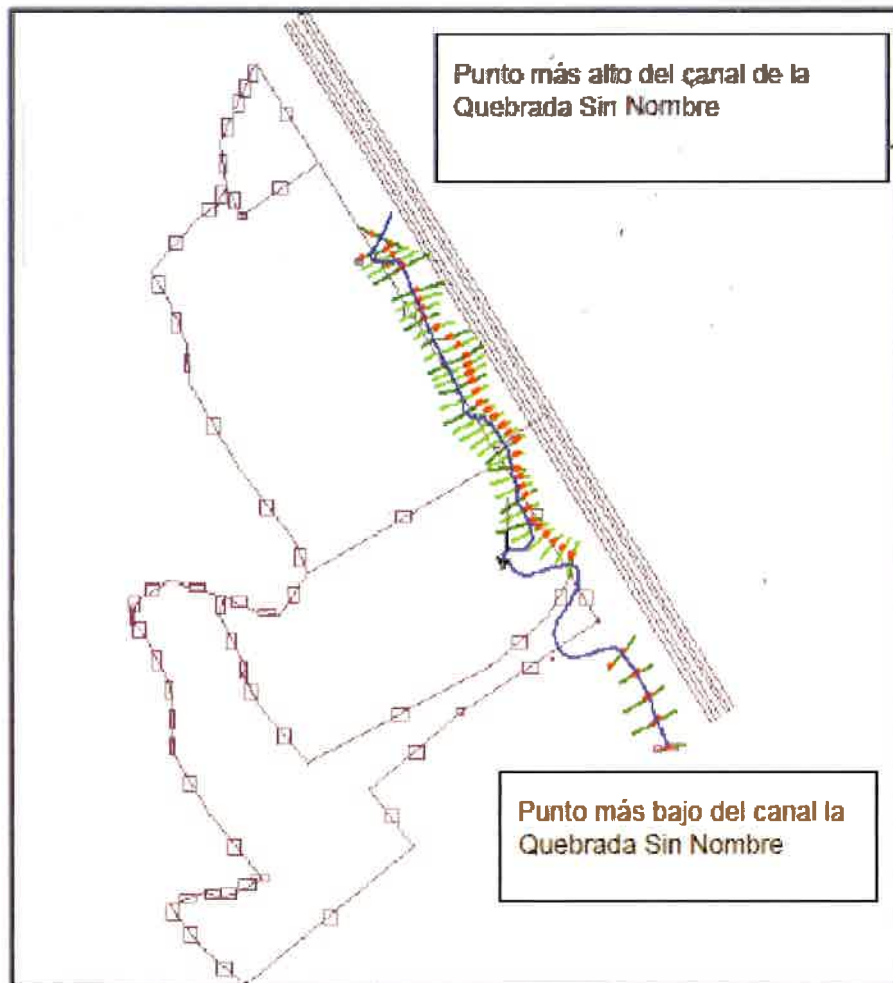 Punto más alto del canal de la
Quebrada Sin Nombre
Punto más bajo del canal la
Quebrada Sin Nombre